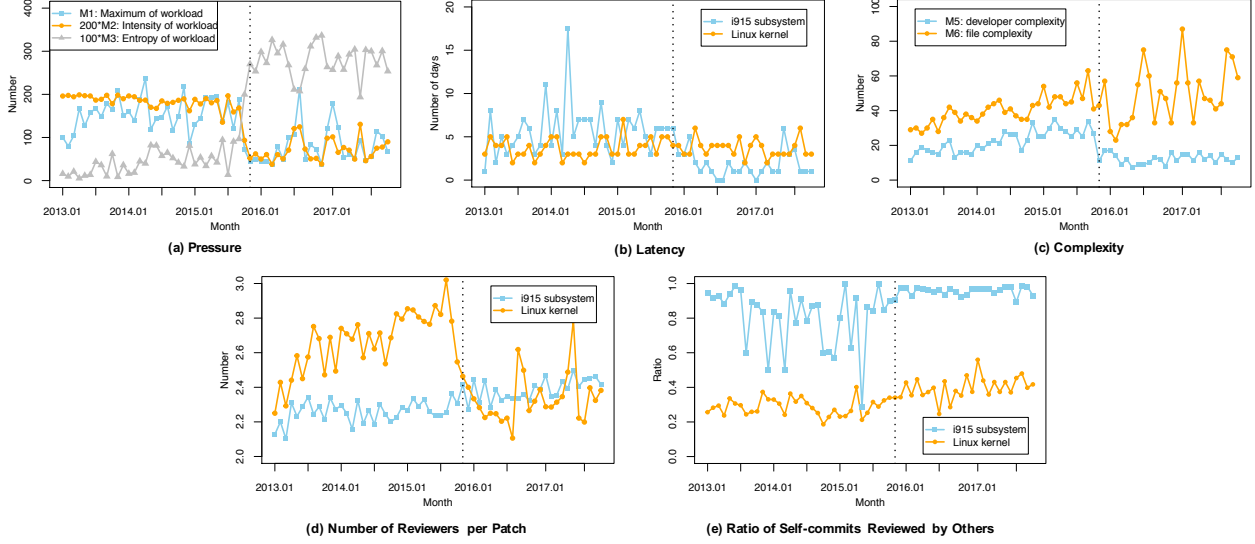 M1: Maximum of workload
200*M2: Intensity of workload
100*M3: Entropy of workload
Number
0 100 200 300 400
2013.01 2014.01 2015.01 2016.01 2017.01
Month
(a) Pressure
i915 subsystem
Linux kernel
Number of days
0 5 10 15 20
2013.01 2014.01 2015.01 2016.01 2017.01
Month
(b) Latency
M5: developer complexity
M6: file complexity
Number
0 20 40 60 80 100
2013.01 2014.01 2015.01 2016.01 2017.01
Month
(c) Complexity
i915 subsystem
Linux kernel
Number
2.0 2.2 2.4 2.6 2.8 3.0
2013.01 2014.01 2015.01 2016.01 2017.01
Month
(d) Number of Reviewers per Patch
i915 subsystem
Linux kernel
Ratio
0.0 0.2 0.4 0.6 0.8 1.0
2013.01 2014.01 2015.01 2016.01 2017.01
Month
(e) Ratio of Self-commits Reviewed by Others